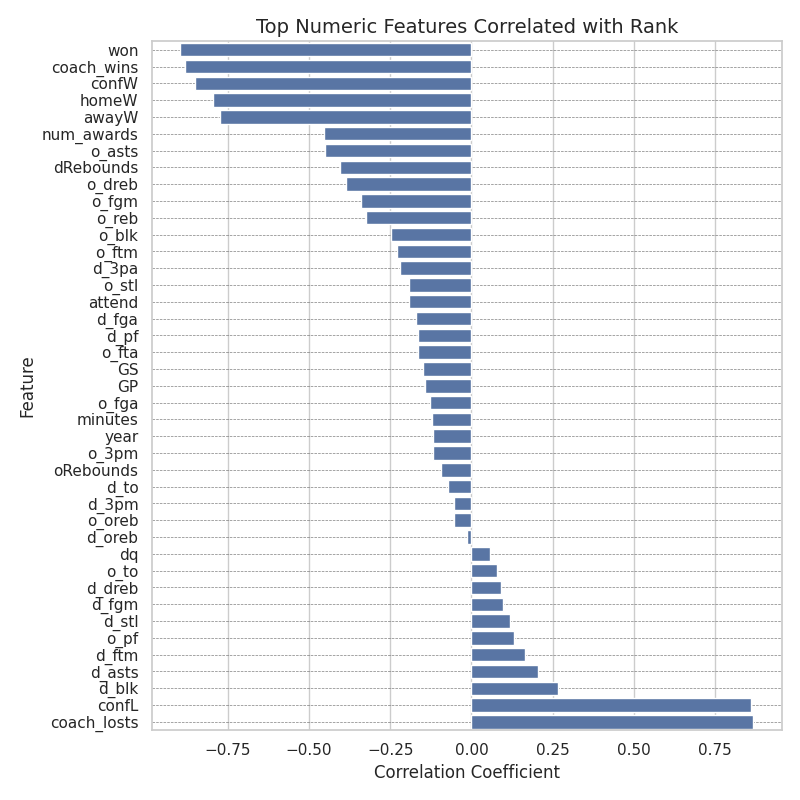 Top Numeric Features Correlated with Rank
won
coach_wins
confW
homeW
awayW
num_awards
o_asts
dRebounds
o_dreb
o_fgm
o_reb
o_blk
o_ftm
d_3pa
o_stl
attend
d_fga
d_pf
o_fta
GS
GP
o_fga
minutes
year
o_3pm
oRebounds
d_to
d_3pm
o_oreb
d_oreb
dq
o_to
d_dreb
d_fgm
d_stl
o_pf
d_ftm
d_asts
d_blk
confL
coach_losts
Feature
−0.75 −0.50 −0.25 0.00 0.25 0.50 0.75
Correlation Coefficient